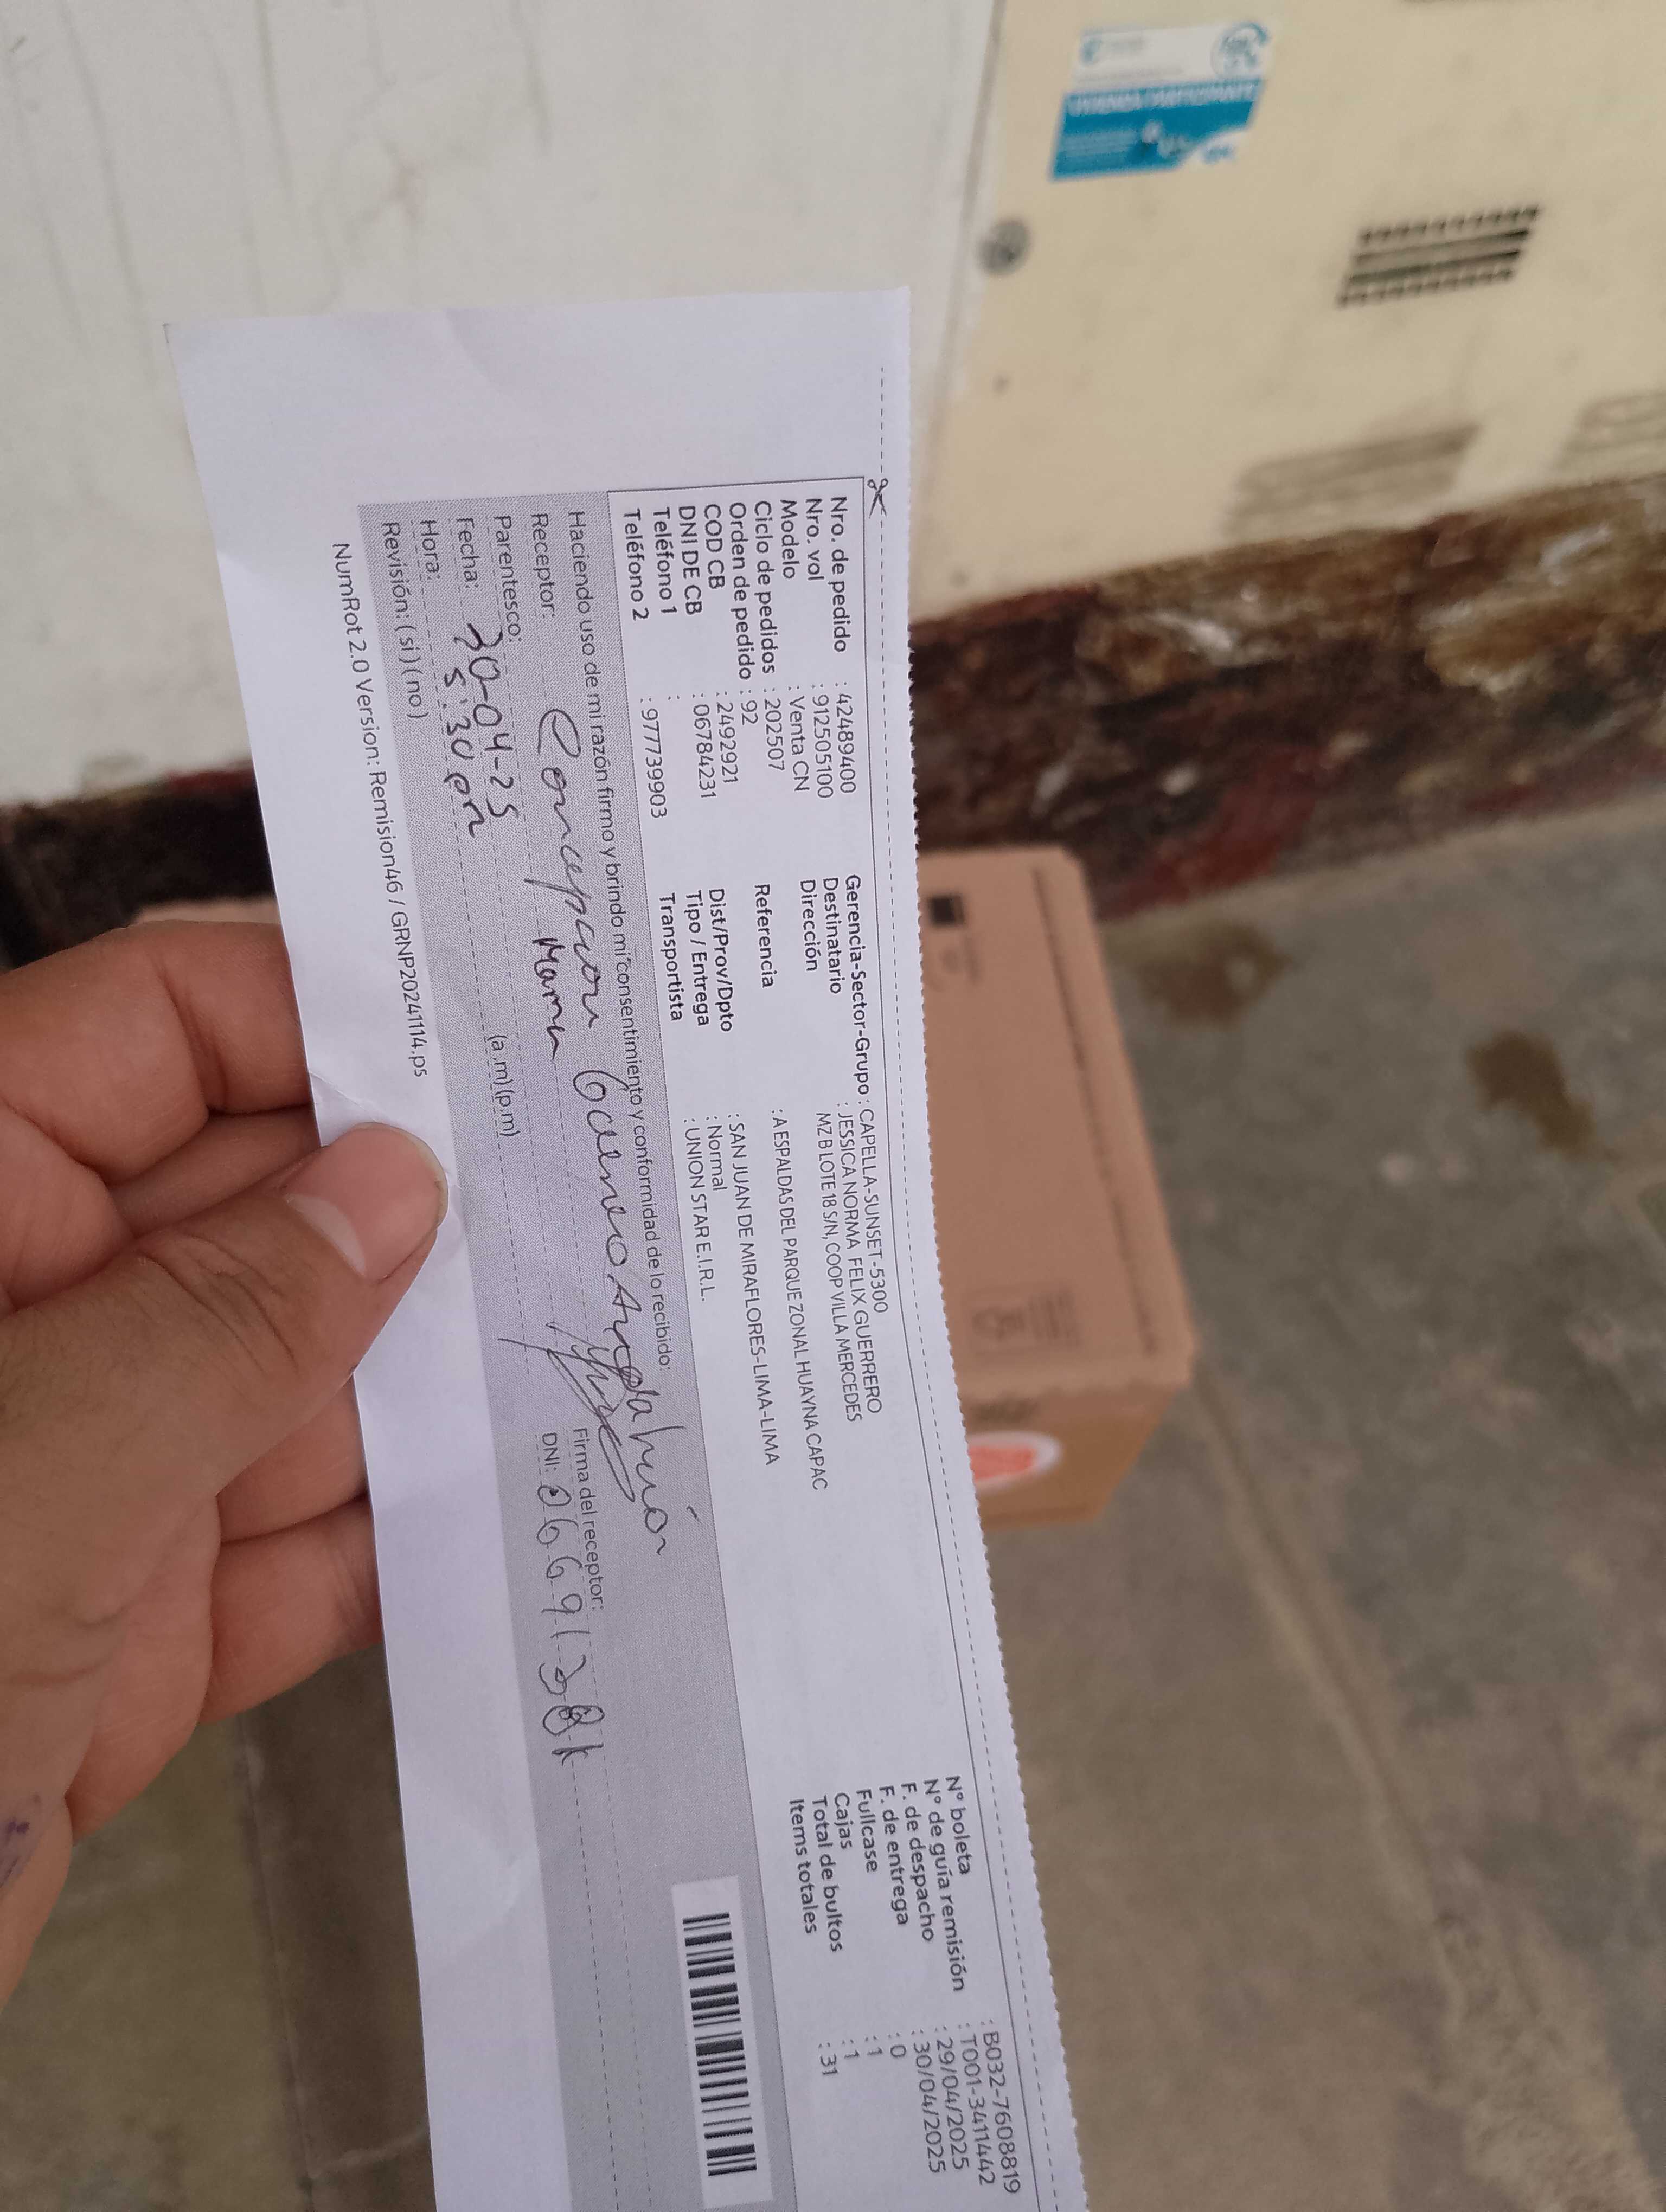 Nro. de pedido : 42489400
Nro. vol : 912505100
Modelo : Venta CN
Ciclo de pedidos : 202507
Orden de pedido : 92
COD CB : 2492921
DNI DE CB : 06784231
Teléfono 1 :
Teléfono 2 : 977739903
Gerencia-Sector-Grupo : CAPELLA-SUNSET-5300
Destinatario : JESSICA NORMA FELIX GUERRERO
Dirección MZ B LOTE 18 S/N, COOP VILLA MERCEDES
Referencia : A ESPALDAS DEL PARQUE ZONAL HUAYNA CAPAC
Dist/Prov/Dpto : SAN JUAN DE MIRAFLORES-LIMA-LIMA
Tipo / Entrega : Normal
Transportista : UNION STAR E.I.R.L.
N° boleta : B032-7608819
N° de guía remisión : T001-3411442
F. de despacho : 29/04/2025
F. de entrega : 30/04/2025
Fullcase : 0
Cajas : 1
Total de bultos : 1
Items totales : 31
Haciendo uso de mi razón firmo y brindo mi consentimiento y conformidad de lo recibido:
Receptor: Concepcion
Parentesco: Mama
Fecha: 30-04-25
Hora: 5:30 pm (a.m) (p.m)
Revisión: ( si ) ( no )
Firma del receptor:
DNI:
NumRot 2.0 Version: Remision46 / GRNP20241114.ps